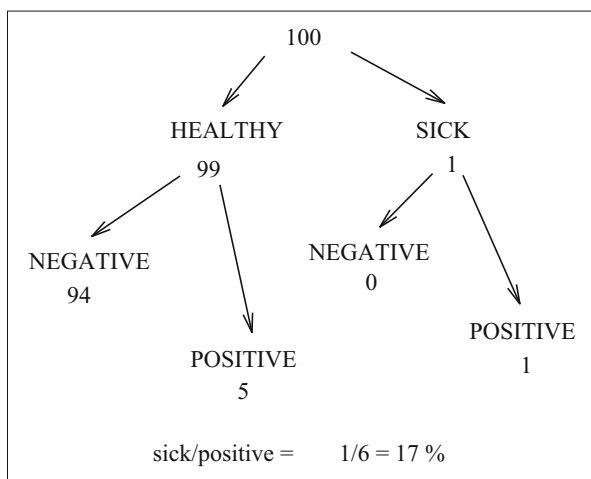 100
HEALTHY SICK
99 1
NEGATIVE NEGATIVE
94 0
POSITIVE POSITIVE
5 1
sick/positive = 1/6 = 17 %